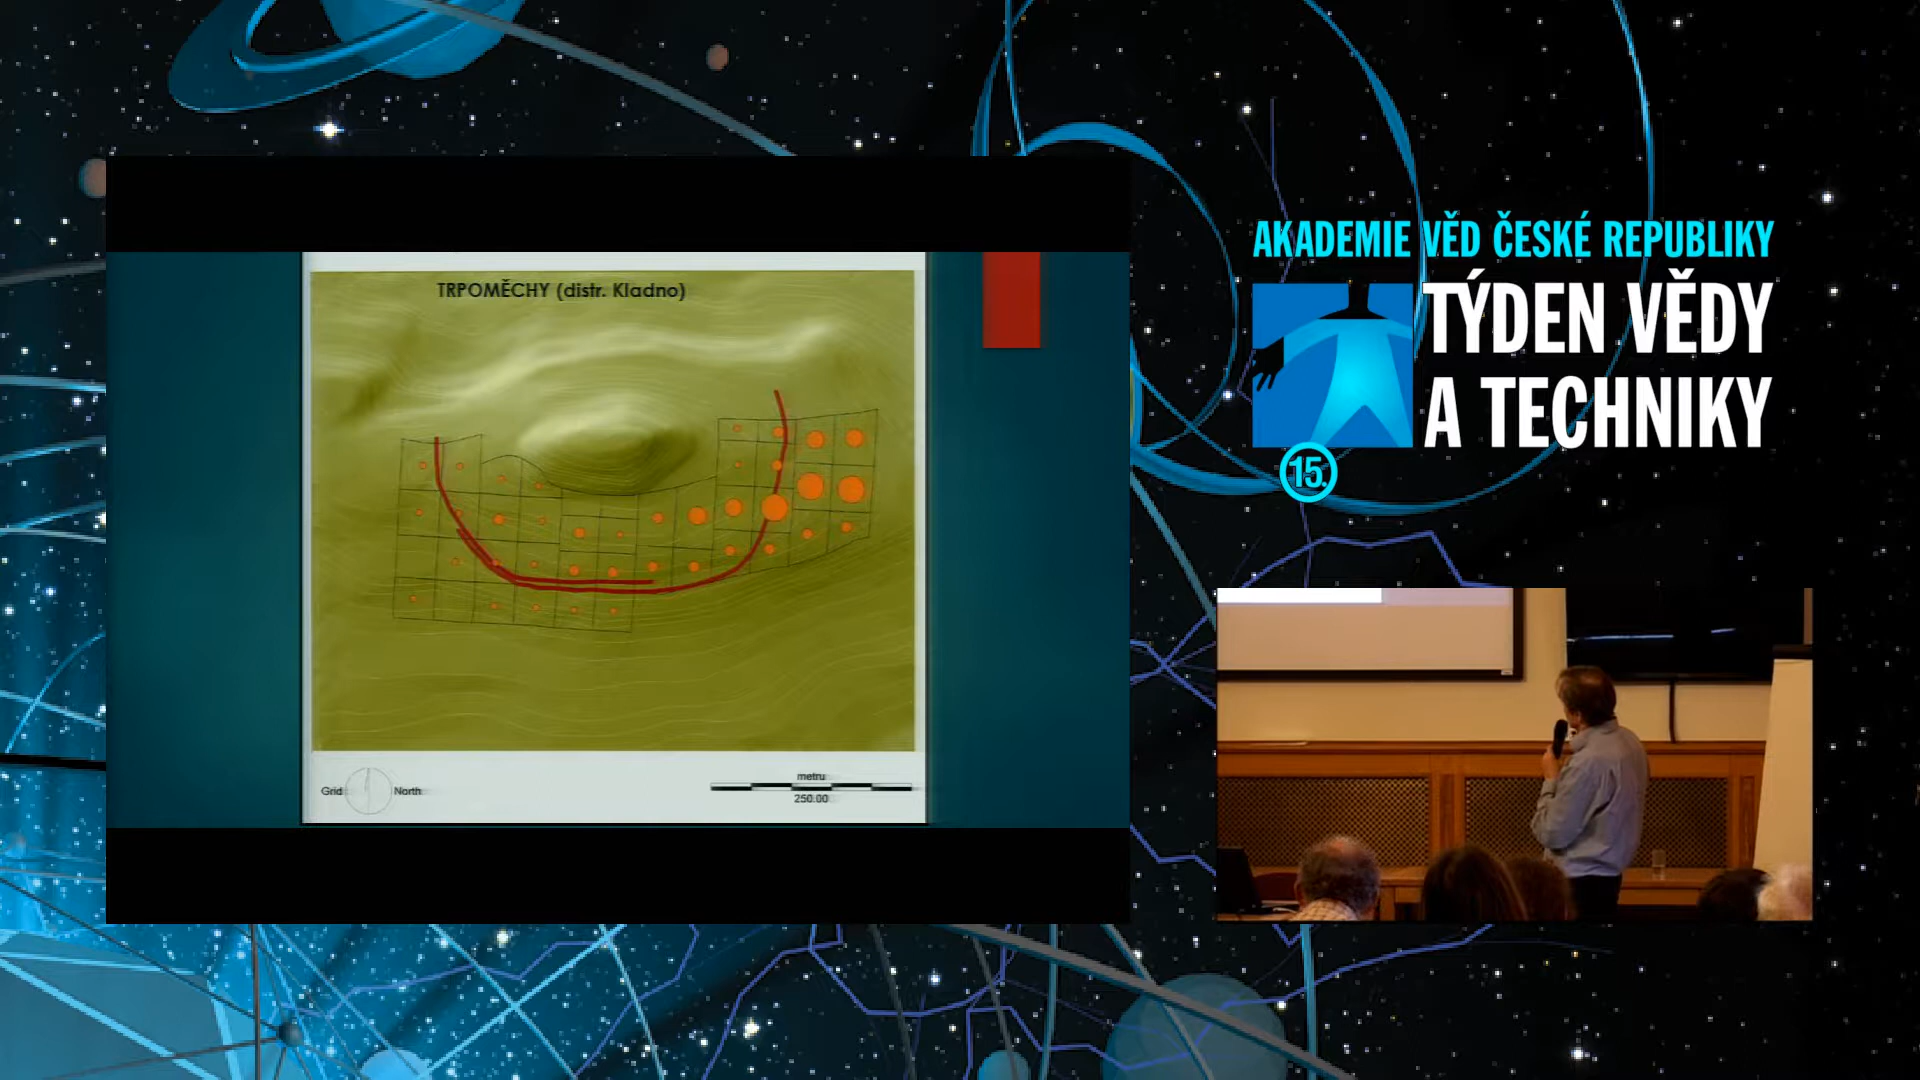 TRPOMĚCHY (distr. Kladno)
Grid North
metru
250.00
AKADEMIE VĚD ČESKÉ REPUBLIKY
TÝDEN VĚDY
A TECHNIKY
15.